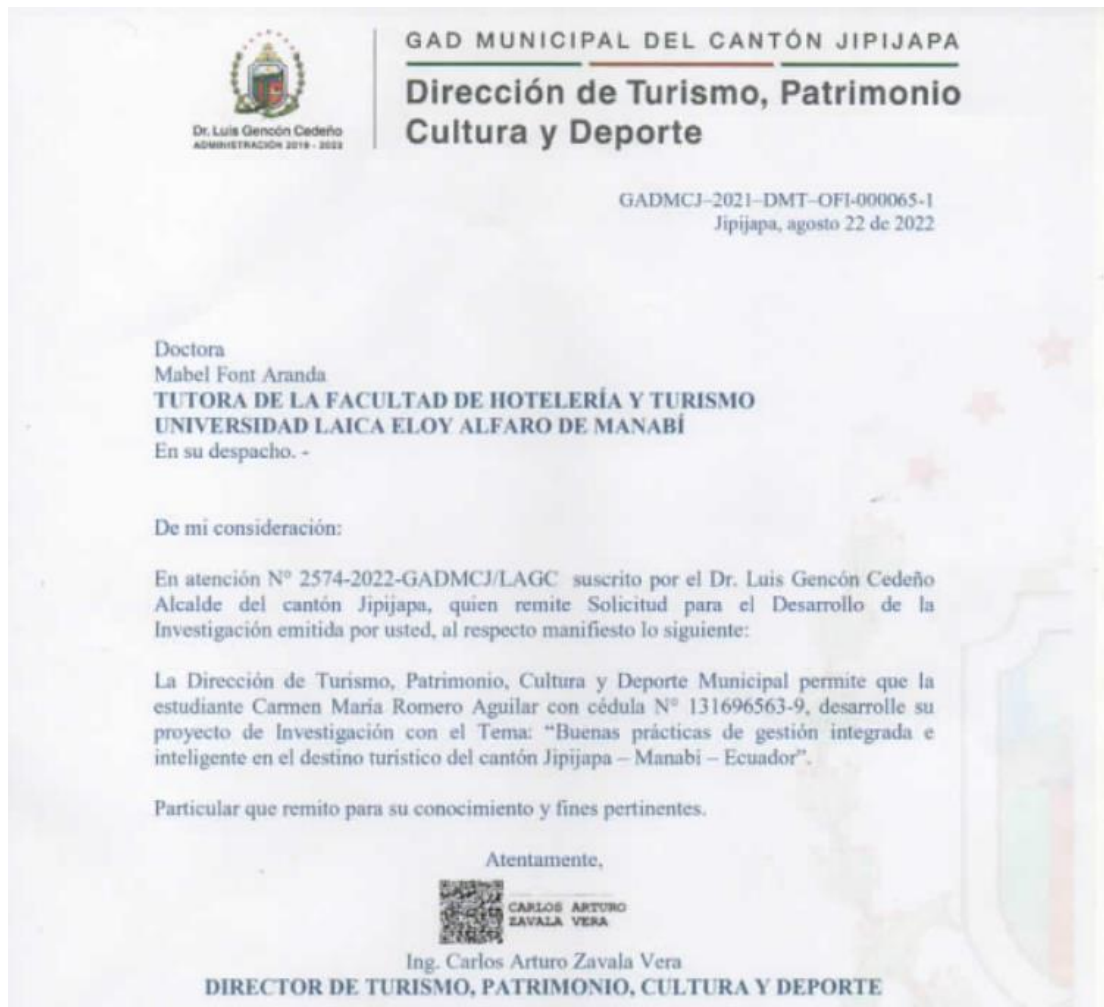 GAD MUNICIPAL DEL CANTÓN JIPIJAPA
Dirección de Turismo, Patrimonio
Cultura y Deporte
Dr. Luis Gencón Cedeño
ADMINISTRACIÓN 2019 - 2023
GADMCJ–2021–DMT–OFI-000065-1
Jipijapa, agosto 22 de 2022
Doctora
Mabel Font Aranda
TUTORA DE LA FACULTAD DE HOTELERÍA Y TURISMO
UNIVERSIDAD LAICA ELOY ALFARO DE MANABÍ
En su despacho. -
De mi consideración:
En atención N° 2574-2022-GADMCJ/LAGC suscrito por el Dr. Luis Gencón Cedeño
Alcalde del cantón Jipijapa, quien remite Solicitud para el Desarrollo de la
Investigación emitida por usted, al respecto manifiesto lo siguiente:
La Dirección de Turismo, Patrimonio, Cultura y Deporte Municipal permite que la
estudiante Carmen María Romero Aguilar con cédula N° 131696563-9, desarrolle su
proyecto de Investigación con el Tema: “Buenas prácticas de gestión integrada e
inteligente en el destino turístico del cantón Jipijapa – Manabí – Ecuador”.
Particular que remito para su conocimiento y fines pertinentes.
Atentamente,
CARLOS ARTURO
ZAVALA VERA
Ing. Carlos Arturo Zavala Vera
DIRECTOR DE TURISMO, PATRIMONIO, CULTURA Y DEPORTE